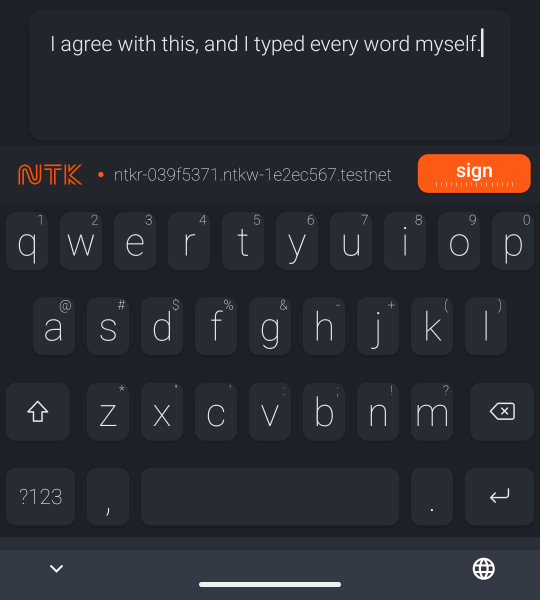 I agree with this, and I typed every word myself.
NTK • ntkr-039f5371.ntkw-1e2ec567.testnet sign
1 2 3 4 5 6 7 8 9 0
q w e r t y u i o p
@ # $ % & - + ( )
a s d f g h j k l
* " ' : ; ! ?
z x c v b n m
?123 , .